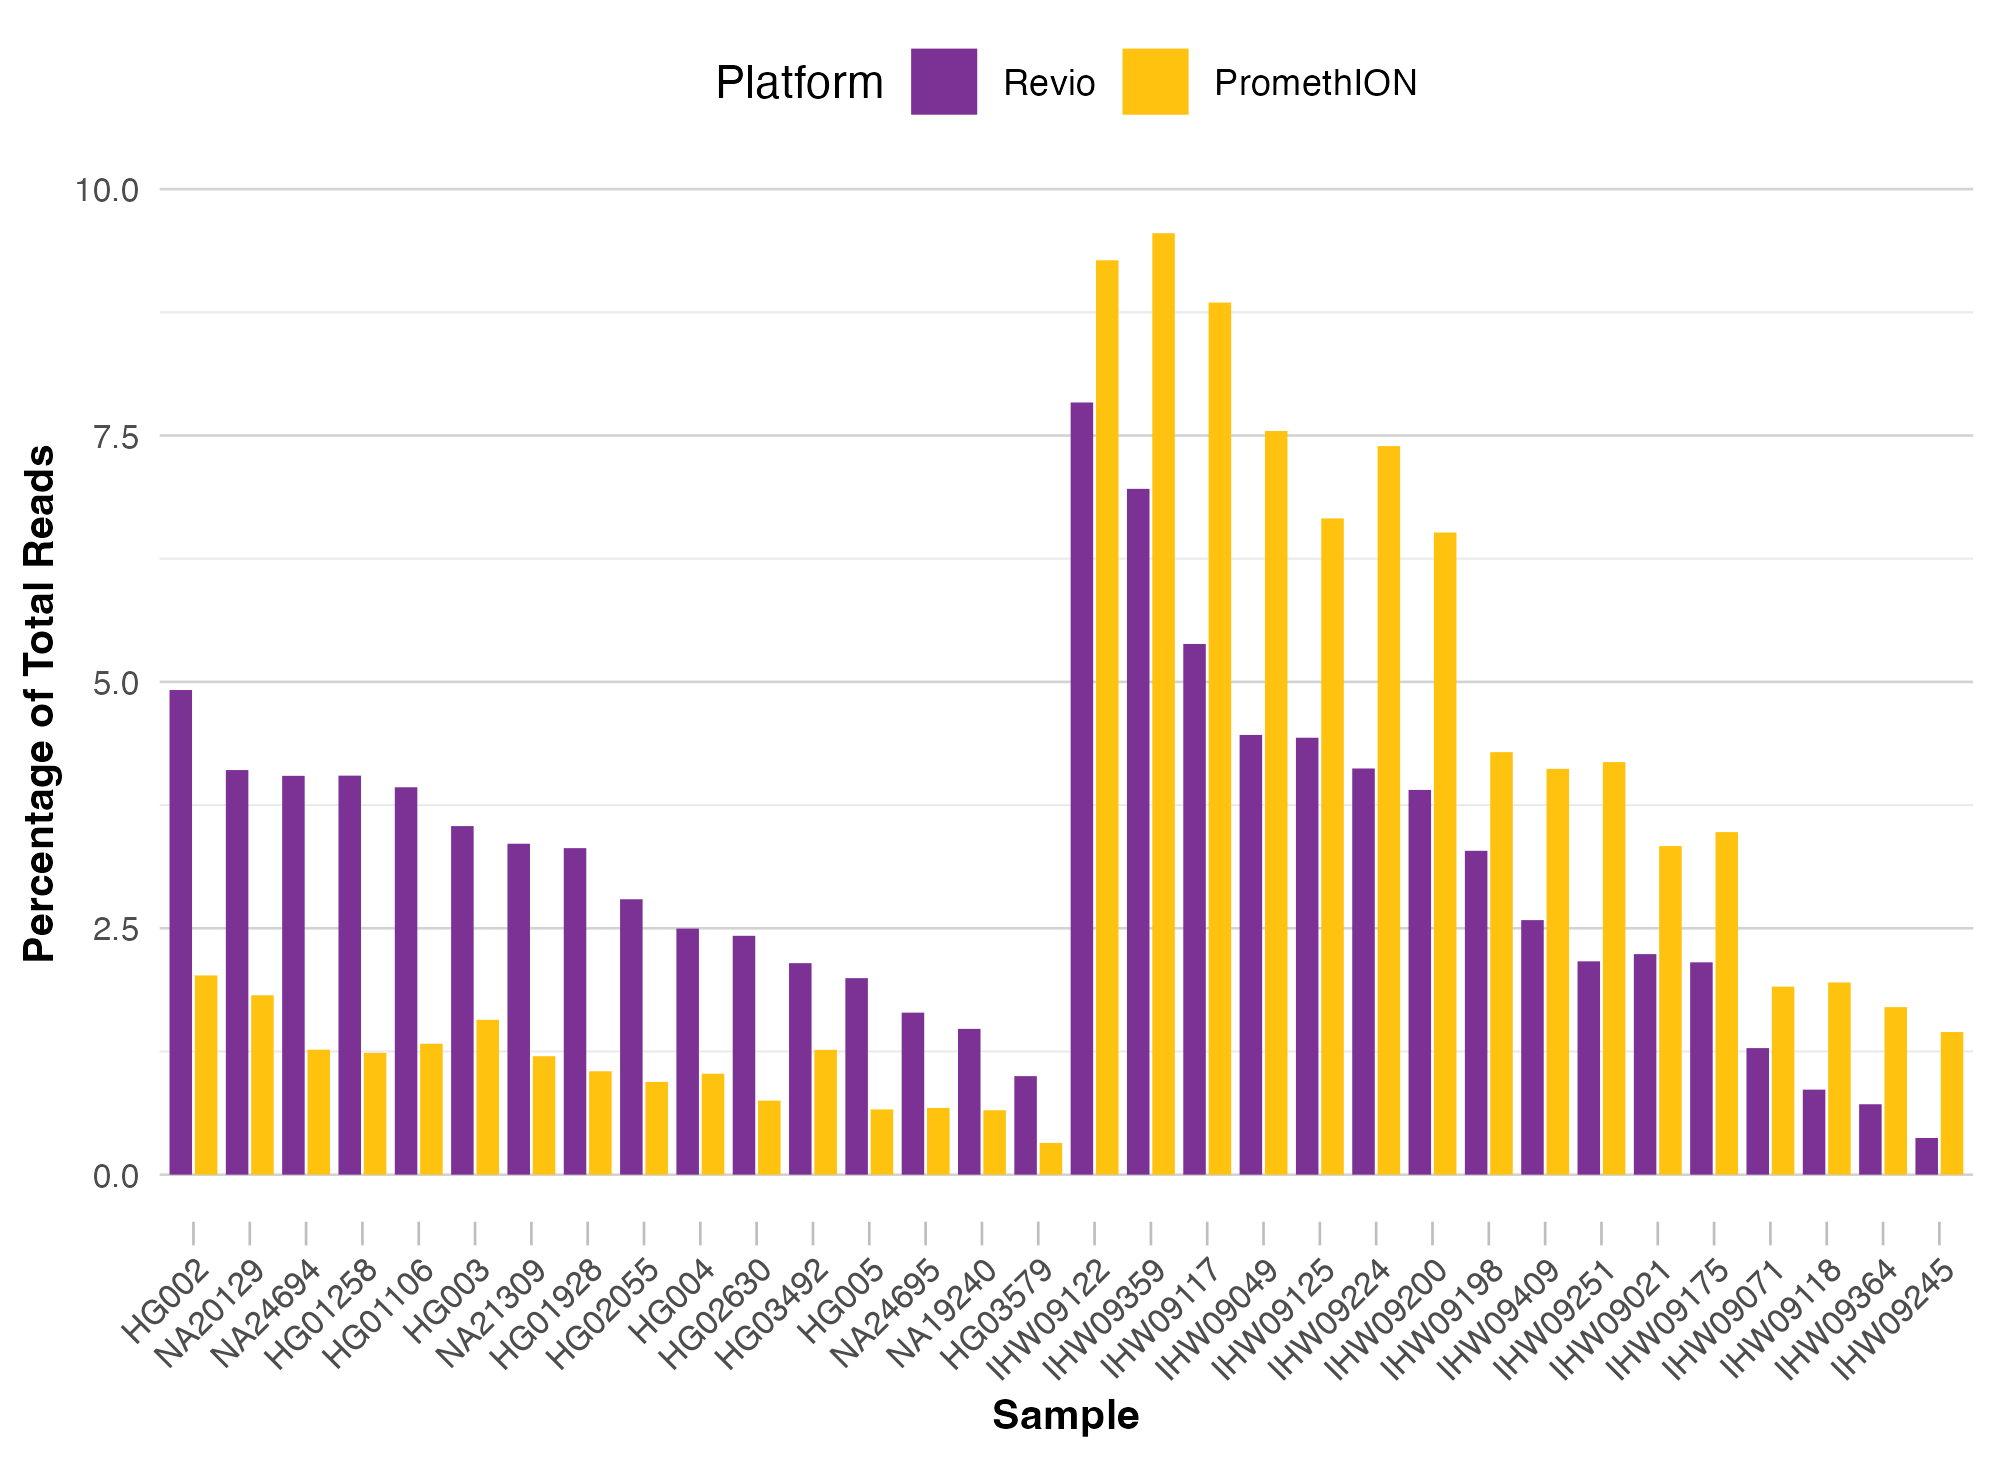 Platform Revio PromethION
10.0
7.5
5.0
2.5
0.0
Percentage of Total Reads
HG002
NA20129
NA24694
HG01258
HG01106
HG003
NA21309
HG01928
HG02055
HG004
HG02630
HG03492
HG005
NA24695
NA19240
HG03579
IHW09122
IHW09359
IHW09117
IHW09049
IHW09125
IHW09224
IHW09200
IHW09198
IHW09409
IHW09251
IHW09021
IHW09175
IHW09071
IHW09118
IHW09364
IHW09245
Sample